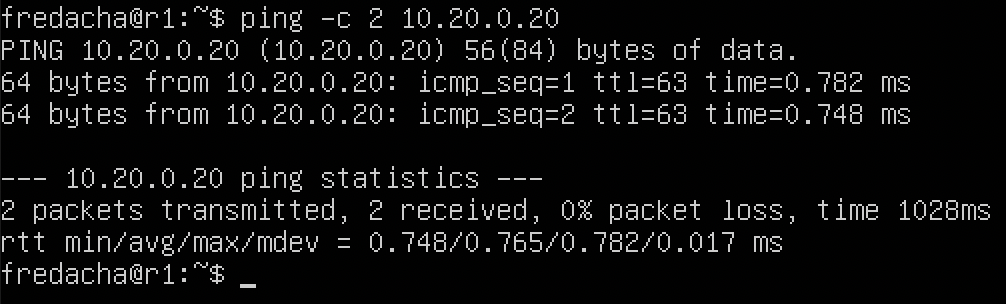 fredacha@r1:~$ ping -c 2 10.20.0.20
PING 10.20.0.20 (10.20.0.20) 56(84) bytes of data.
64 bytes from 10.20.0.20: icmp_seq=1 ttl=63 time=0.782 ms
64 bytes from 10.20.0.20: icmp_seq=2 ttl=63 time=0.748 ms

--- 10.20.0.20 ping statistics ---
2 packets transmitted, 2 received, 0% packet loss, time 1028ms
rtt min/avg/max/mdev = 0.748/0.765/0.782/0.017 ms
fredacha@r1:~$ _